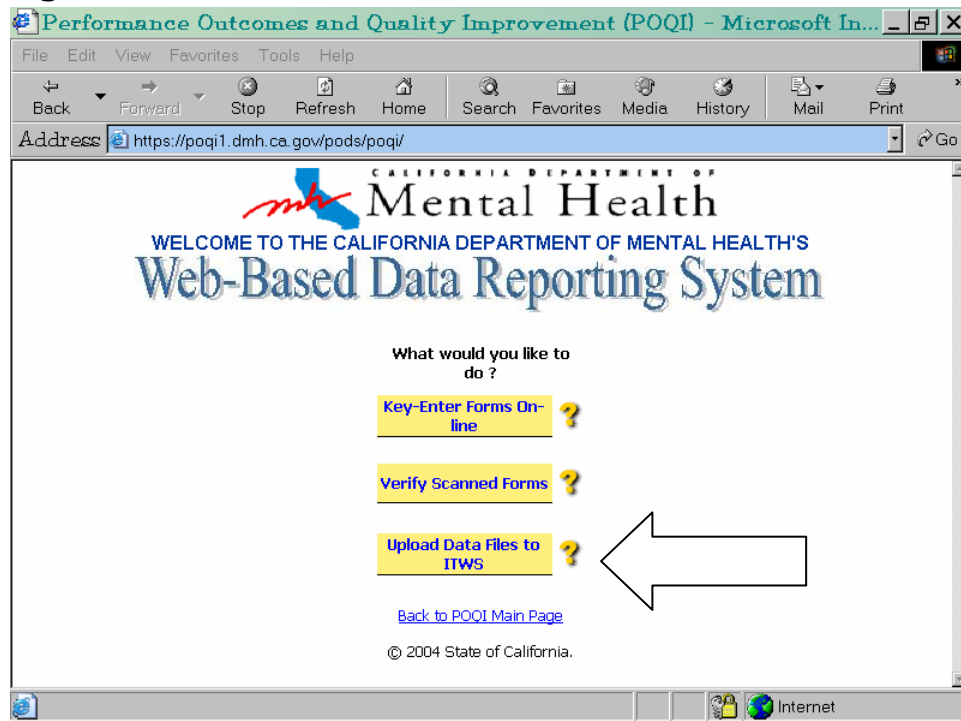 Performance Outcomes and Quality Improvement (POQI) - Microsoft In...
File Edit View Favorites Tools Help
Back Forward Stop Refresh Home Search Favorites Media History Mail Print »
Address https://poqi1.dmh.ca.gov/pods/poqi/ Go
CALIFORNIA DEPARTMENT OF
mh Mental Health
WELCOME TO THE CALIFORNIA DEPARTMENT OF MENTAL HEALTH'S
Web-Based Data Reporting System
What would you like to
do ?
Key-Enter Forms On-
line ?
Verify Scanned Forms ?
Upload Data Files to
ITWS ?
Back to POQI Main Page
© 2004 State of California.
Internet